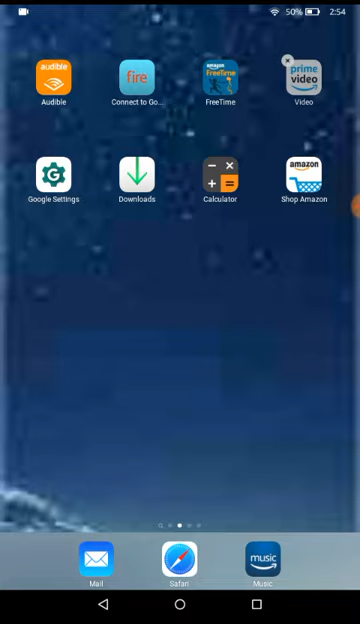 50% 2:54
audible
fire
amazon
FreeTime
prime
video
Audible
Connect to Go...
FreeTime
Video
G
amazon
Google Settings
Downloads
Calculator
Shop Amazon
music
Mail
Safari
Music